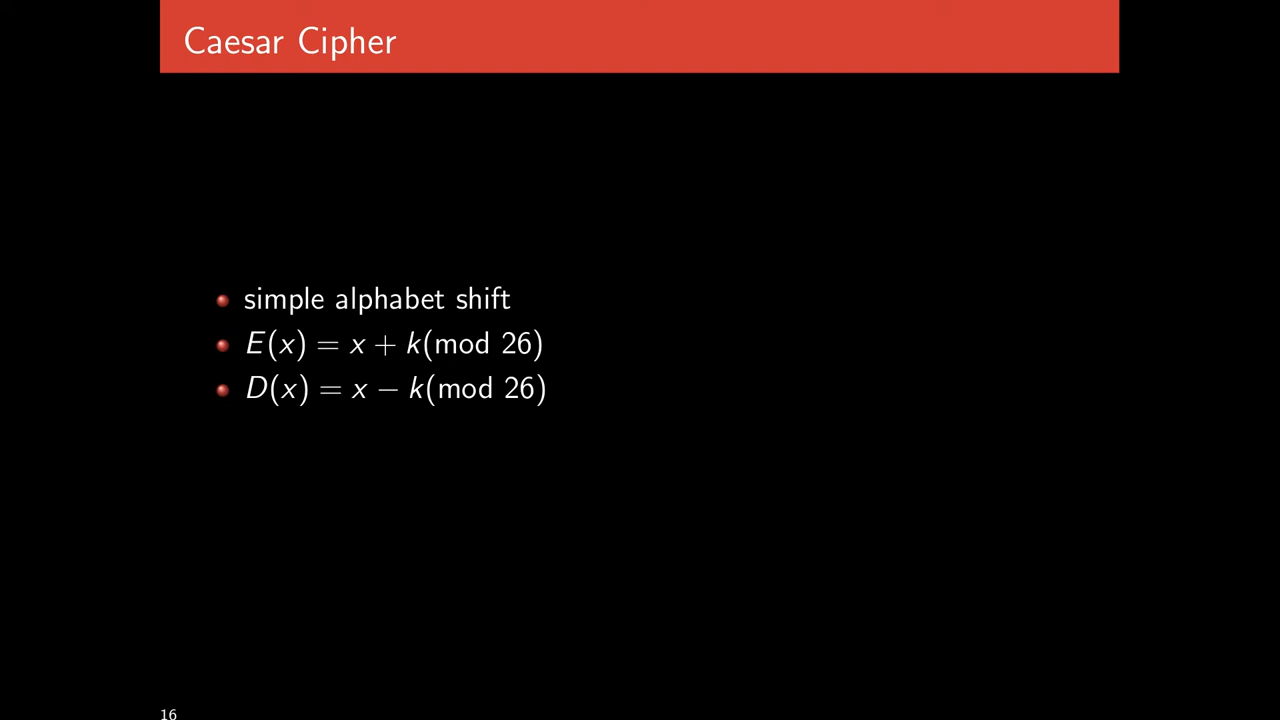 Caesar Cipher
simple alphabet shift
E(x) = x + k(mod 26)
D(x) = x − k(mod 26)
16